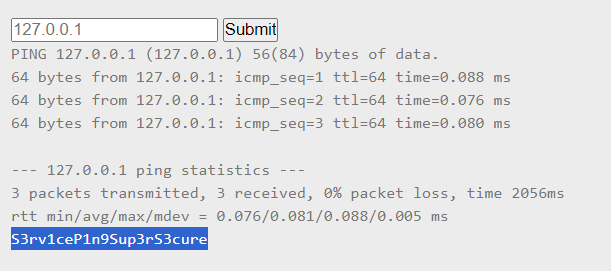 127.0.0.1 Submit
PING 127.0.0.1 (127.0.0.1) 56(84) bytes of data.
64 bytes from 127.0.0.1: icmp_seq=1 ttl=64 time=0.088 ms
64 bytes from 127.0.0.1: icmp_seq=2 ttl=64 time=0.076 ms
64 bytes from 127.0.0.1: icmp_seq=3 ttl=64 time=0.080 ms
--- 127.0.0.1 ping statistics ---
3 packets transmitted, 3 received, 0% packet loss, time 2056ms
rtt min/avg/max/mdev = 0.076/0.081/0.088/0.005 ms
S3rv1ceP1n9Sup3rS3cure